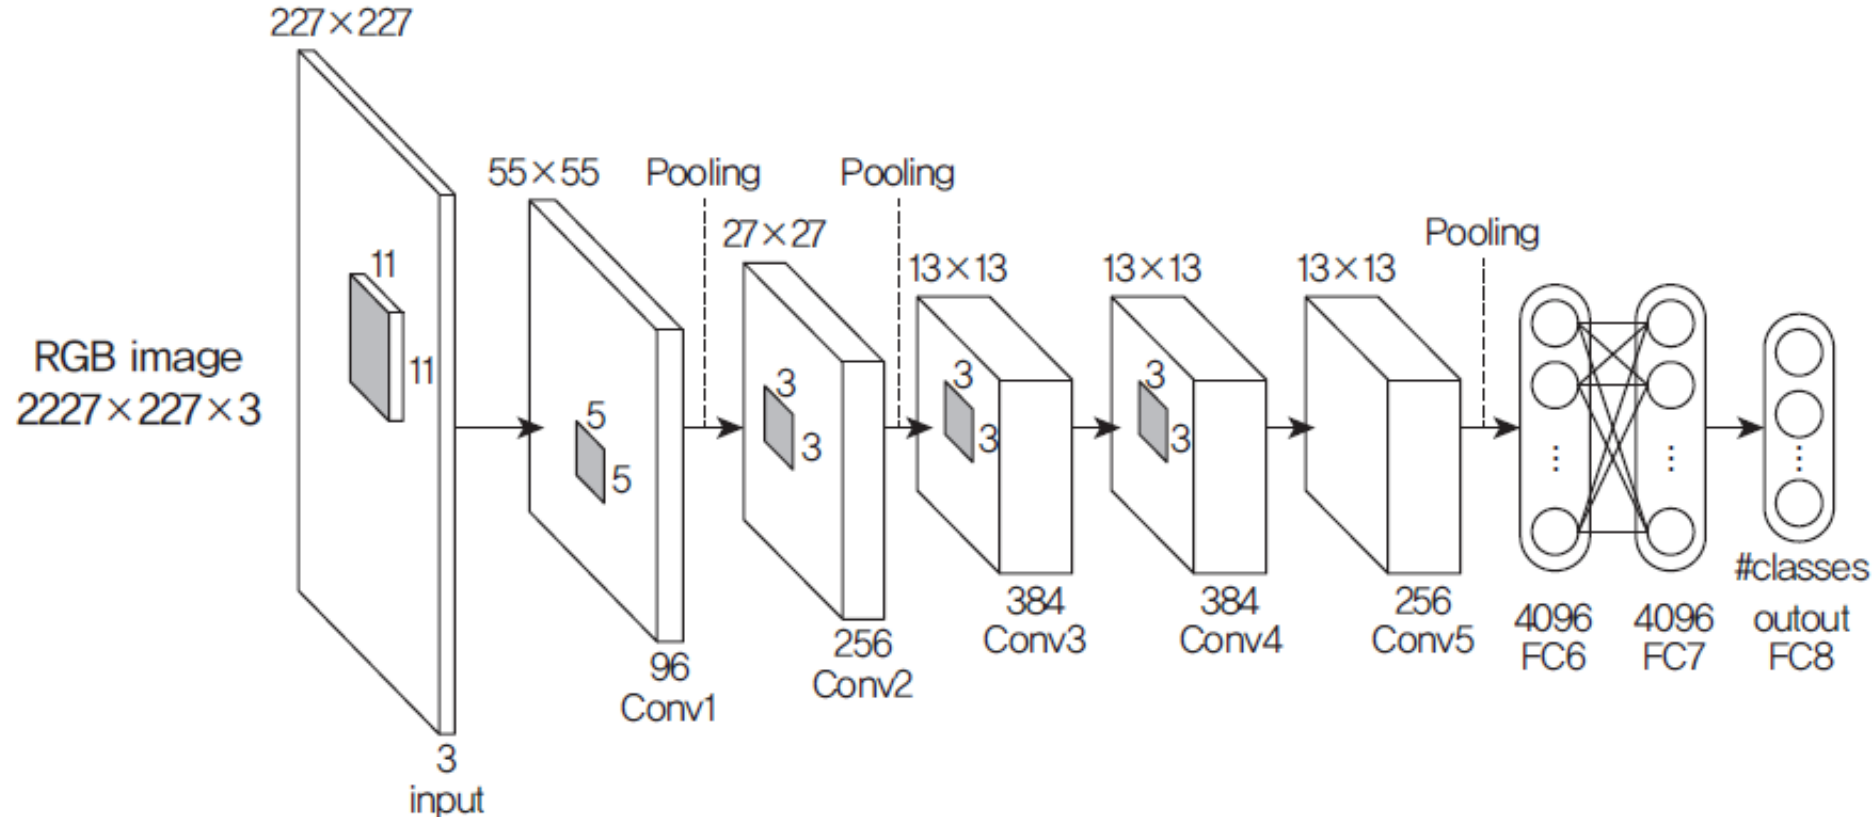 227×227
11
11
RGB image
2227×227×3
3
input
55×55
5
5
96
Conv1
Pooling
27×27
3
3
256
Conv2
Pooling
13×13
3
3
384
Conv3
13×13
3
3
384
Conv4
13×13
256
Conv5
Pooling
4096
FC6
4096
FC7
#classes
outout
FC8